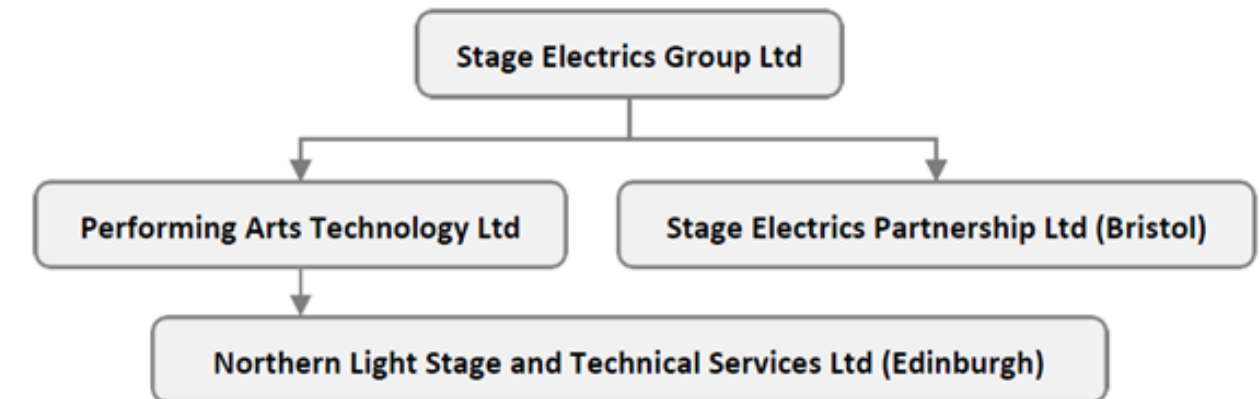 Stage Electrics Group Ltd
Performing Arts Technology Ltd
Stage Electrics Partnership Ltd (Bristol)
Northern Light Stage and Technical Services Ltd (Edinburgh)